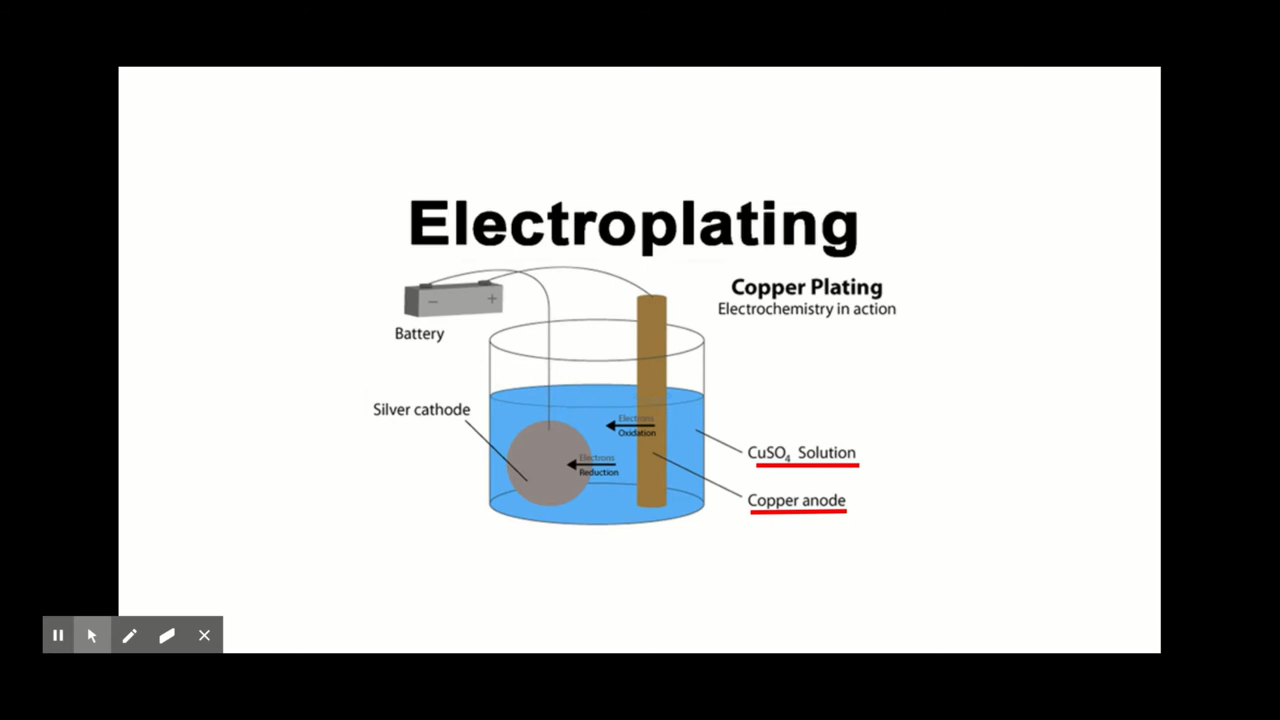 Electroplating
Copper Plating
Electrochemistry in action
− +
Battery
Silver cathode
Electrons
Oxidation
Electrons
Reduction
CuSO₄ Solution
Copper anode